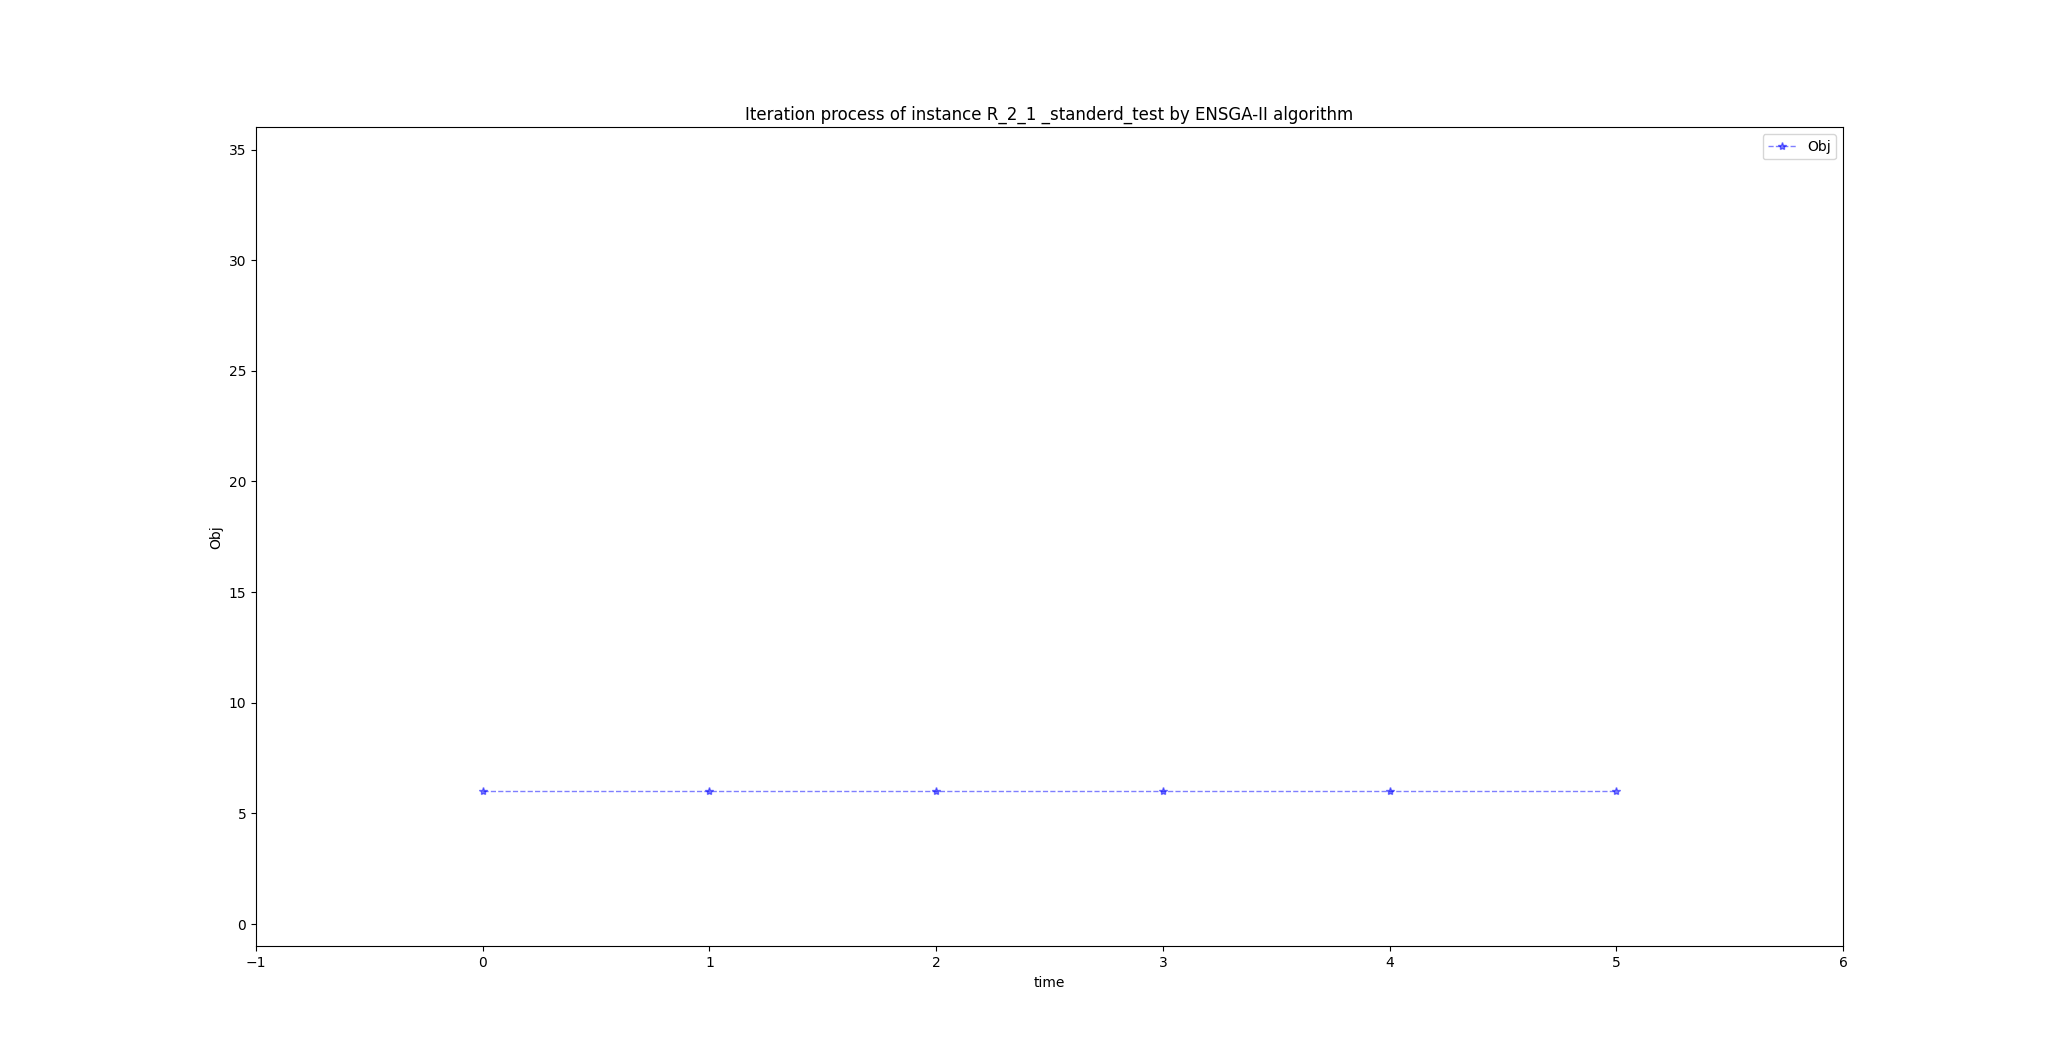 Iteration process of instance R_2_1 _standerd_test by ENSGA-II algorithm
Obj
35
30
25
20
15
10
5
0
Obj
−1 0 1 2 3 4 5 6
time